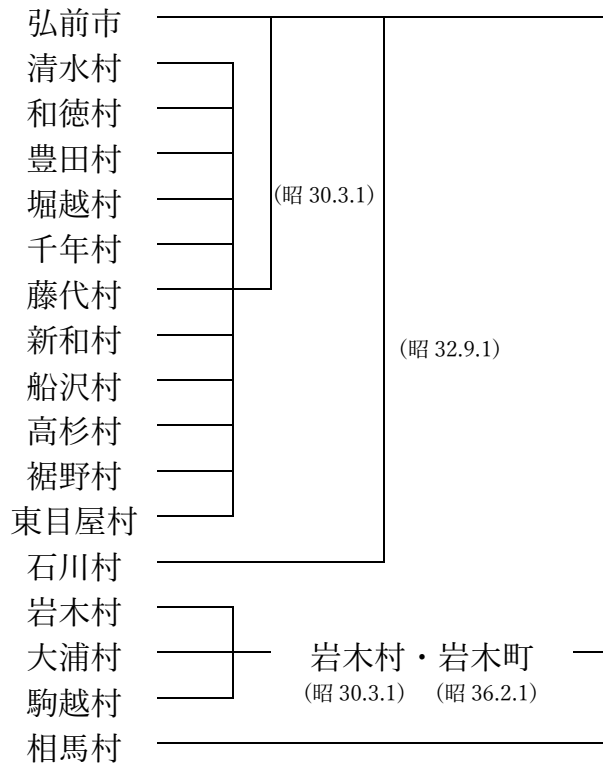 弘前市
清水村
和徳村
豊田村
堀越村
(昭 30.3.1)
千年村
藤代村
新和村
(昭 32.9.1)
船沢村
高杉村
裾野村
東目屋村
石川村
岩木村
大浦村
岩木村・岩木町
(昭 30.3.1) (昭 36.2.1)
駒越村
相馬村